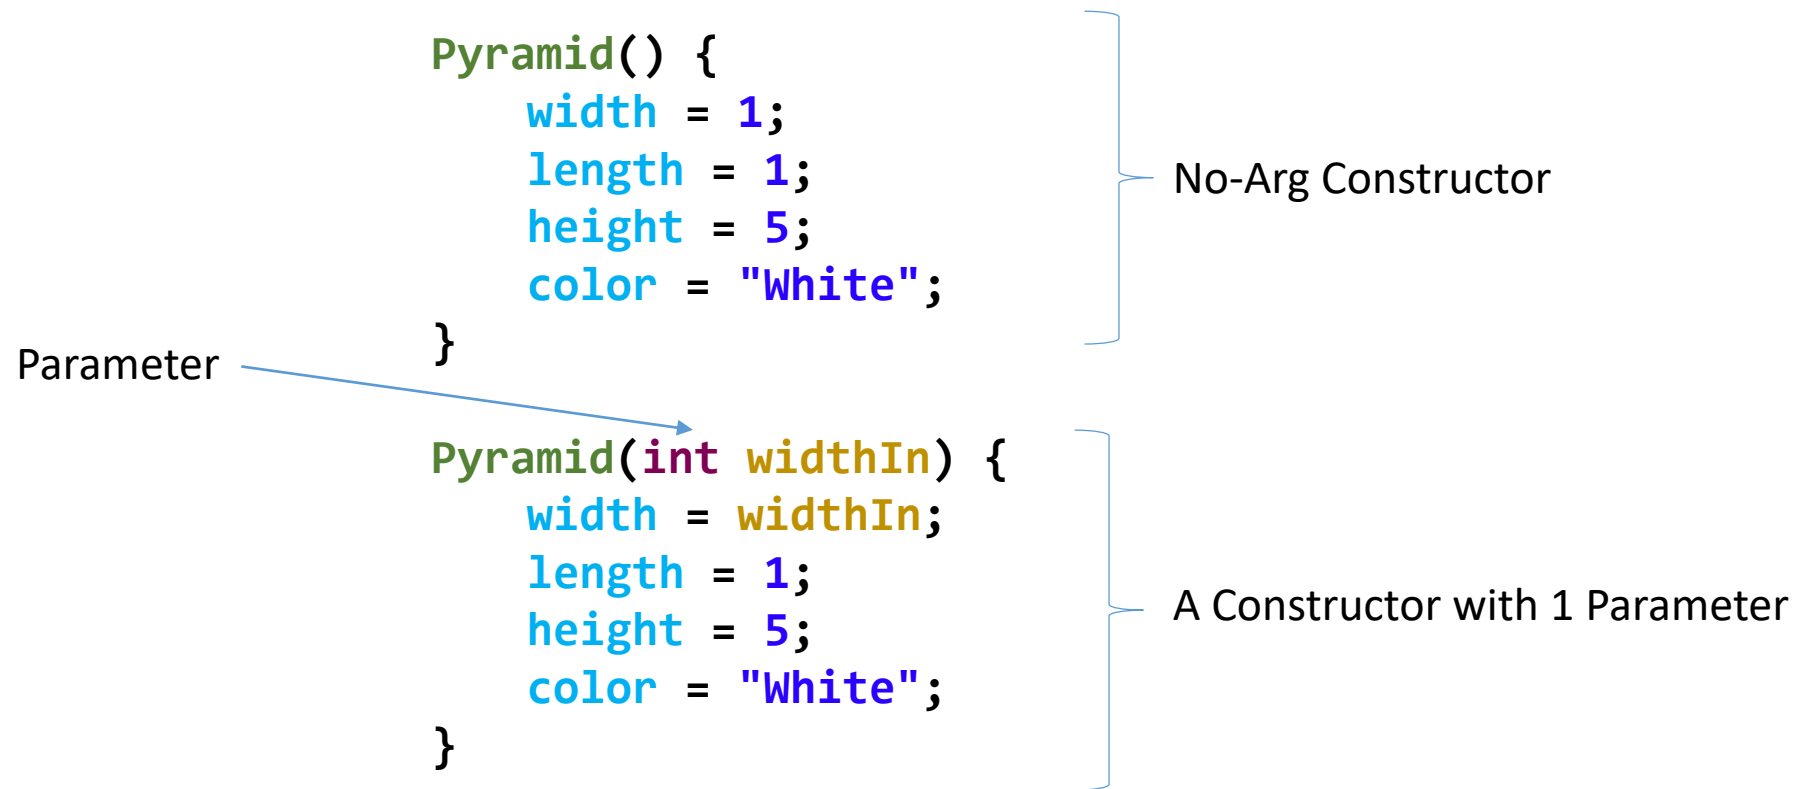 Pyramid() {
width = 1;
length = 1;
height = 5;
color = "White";
}
No-Arg Constructor
Parameter
Pyramid(int widthIn) {
width = widthIn;
length = 1;
height = 5;
color = "White";
}
A Constructor with 1 Parameter